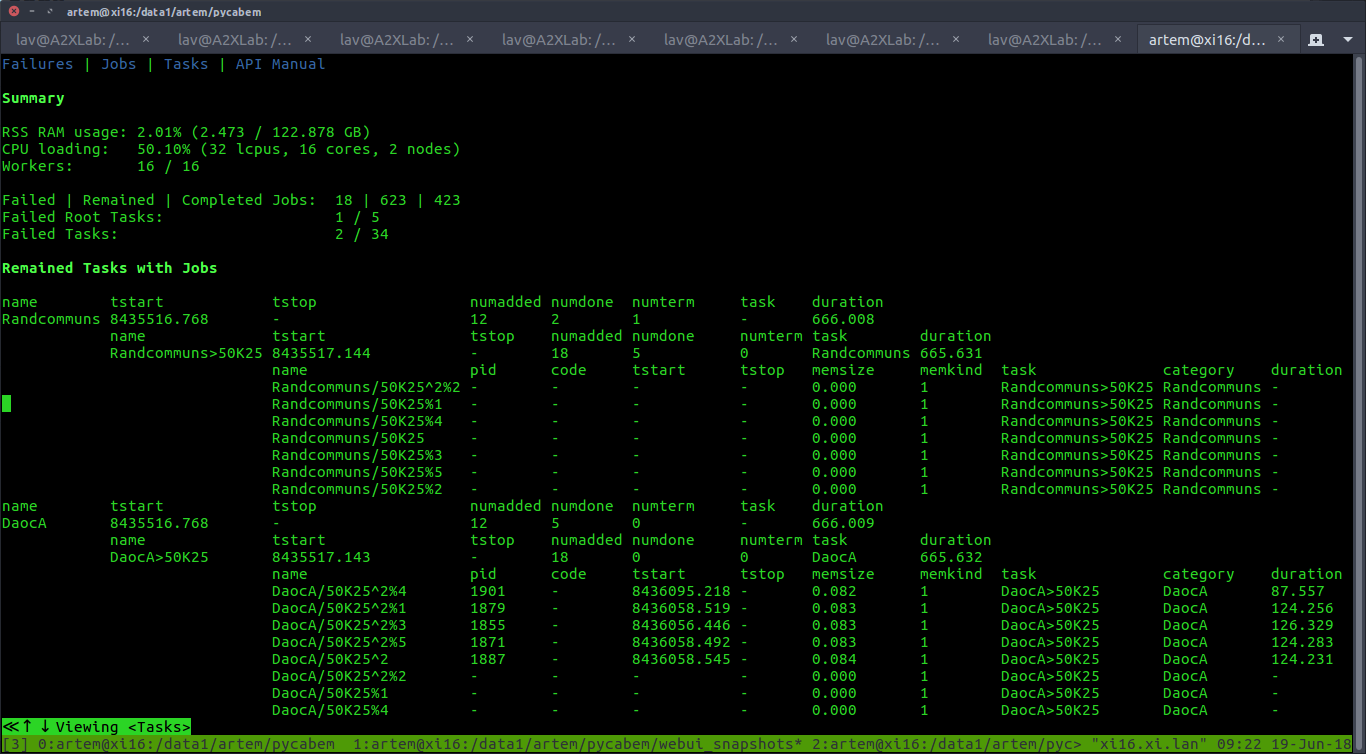 artem@xi16:/data1/artem/pycabem
lav@A2XLab: /... × lav@A2XLab: /... × lav@A2XLab: /... × lav@A2XLab: /... × lav@A2XLab: /... × lav@A2XLab: /... × lav@A2XLab: /... × artem@xi16:/d... ×
Failures | Jobs | Tasks | API Manual
Summary
RSS RAM usage: 2.01% (2.473 / 122.878 GB)
CPU loading: 50.10% (32 lcpus, 16 cores, 2 nodes)
Workers: 16 / 16
Failed | Remained | Completed Jobs: 18 | 623 | 423
Failed Root Tasks: 1 / 5
Failed Tasks: 2 / 34
Remained Tasks with Jobs
name tstart tstop numadded numdone numterm task duration
Randcommuns 8435516.768 - 12 2 1 - 666.008
name tstart tstop numadded numdone numterm task duration
Randcommuns>50K25 8435517.144 - 18 5 0 Randcommuns 665.631
name pid code tstart tstop memsize memkind task category duration
Randcommuns/50K25^2%2 - - - - 0.000 1 Randcommuns>50K25 Randcommuns -
Randcommuns/50K25%1 - - - - 0.000 1 Randcommuns>50K25 Randcommuns -
Randcommuns/50K25%4 - - - - 0.000 1 Randcommuns>50K25 Randcommuns -
Randcommuns/50K25 - - - - 0.000 1 Randcommuns>50K25 Randcommuns -
Randcommuns/50K25%3 - - - - 0.000 1 Randcommuns>50K25 Randcommuns -
Randcommuns/50K25%5 - - - - 0.000 1 Randcommuns>50K25 Randcommuns -
Randcommuns/50K25%2 - - - - 0.000 1 Randcommuns>50K25 Randcommuns -
name tstart tstop numadded numdone numterm task duration
DaocA 8435516.768 - 12 5 0 - 666.009
name tstart tstop numadded numdone numterm task duration
DaocA>50K25 8435517.143 - 18 0 0 DaocA 665.632
name pid code tstart tstop memsize memkind task category duration
DaocA/50K25^2%4 1901 - 8436095.218 - 0.082 1 DaocA>50K25 DaocA 87.557
DaocA/50K25^2%1 1879 - 8436058.519 - 0.083 1 DaocA>50K25 DaocA 124.256
DaocA/50K25^2%3 1855 - 8436056.446 - 0.083 1 DaocA>50K25 DaocA 126.329
DaocA/50K25^2%5 1871 - 8436058.492 - 0.083 1 DaocA>50K25 DaocA 124.283
DaocA/50K25^2 1887 - 8436058.545 - 0.084 1 DaocA>50K25 DaocA 124.231
DaocA/50K25^2%2 - - - - 0.000 1 DaocA>50K25 DaocA -
DaocA/50K25%1 - - - - 0.000 1 DaocA>50K25 DaocA -
DaocA/50K25%4 - - - - 0.000 1 DaocA>50K25 DaocA -
≪↑ ↓Viewing <Tasks>
[3] 0:artem@xi16:/data1/artem/pycabem 1:artem@xi16:/data1/artem/pycabem/webui_snapshots* 2:artem@xi16:/data1/artem/pyc> "xi16.xi.lan" 09:22 19-Jun-18